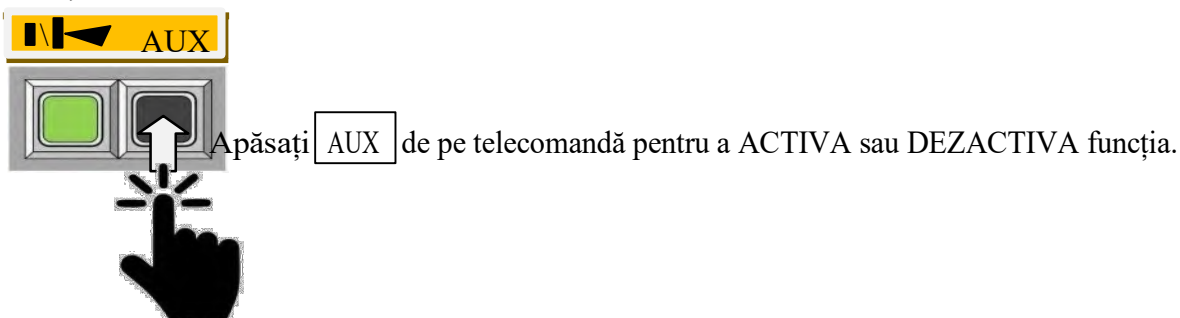 AUX
Apăsați AUX de pe telecomandă pentru a ACTIVA sau DEZACTIVA funcția.